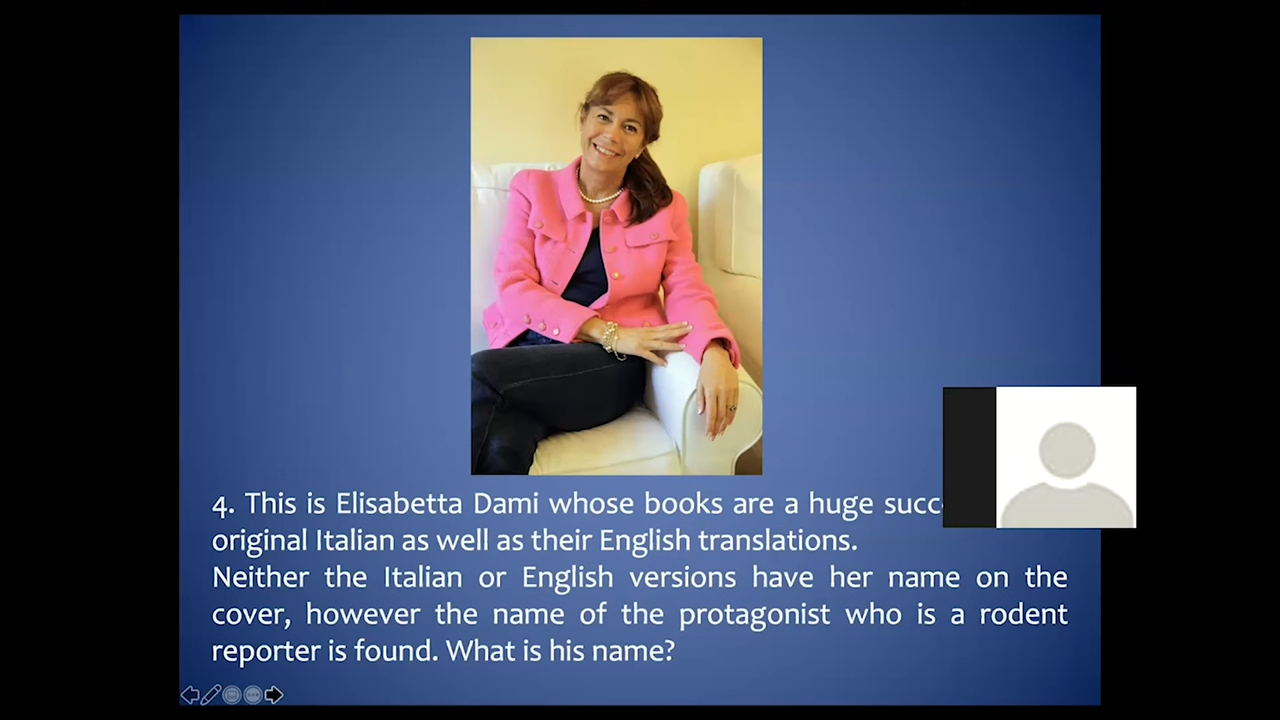 4. This is Elisabetta Dami whose books are a huge
original Italian as well as their English translations.
Neither the Italian or English versions have her name on the
cover, however the name of the protagonist who is a rodent
reporter is found. What is his name?